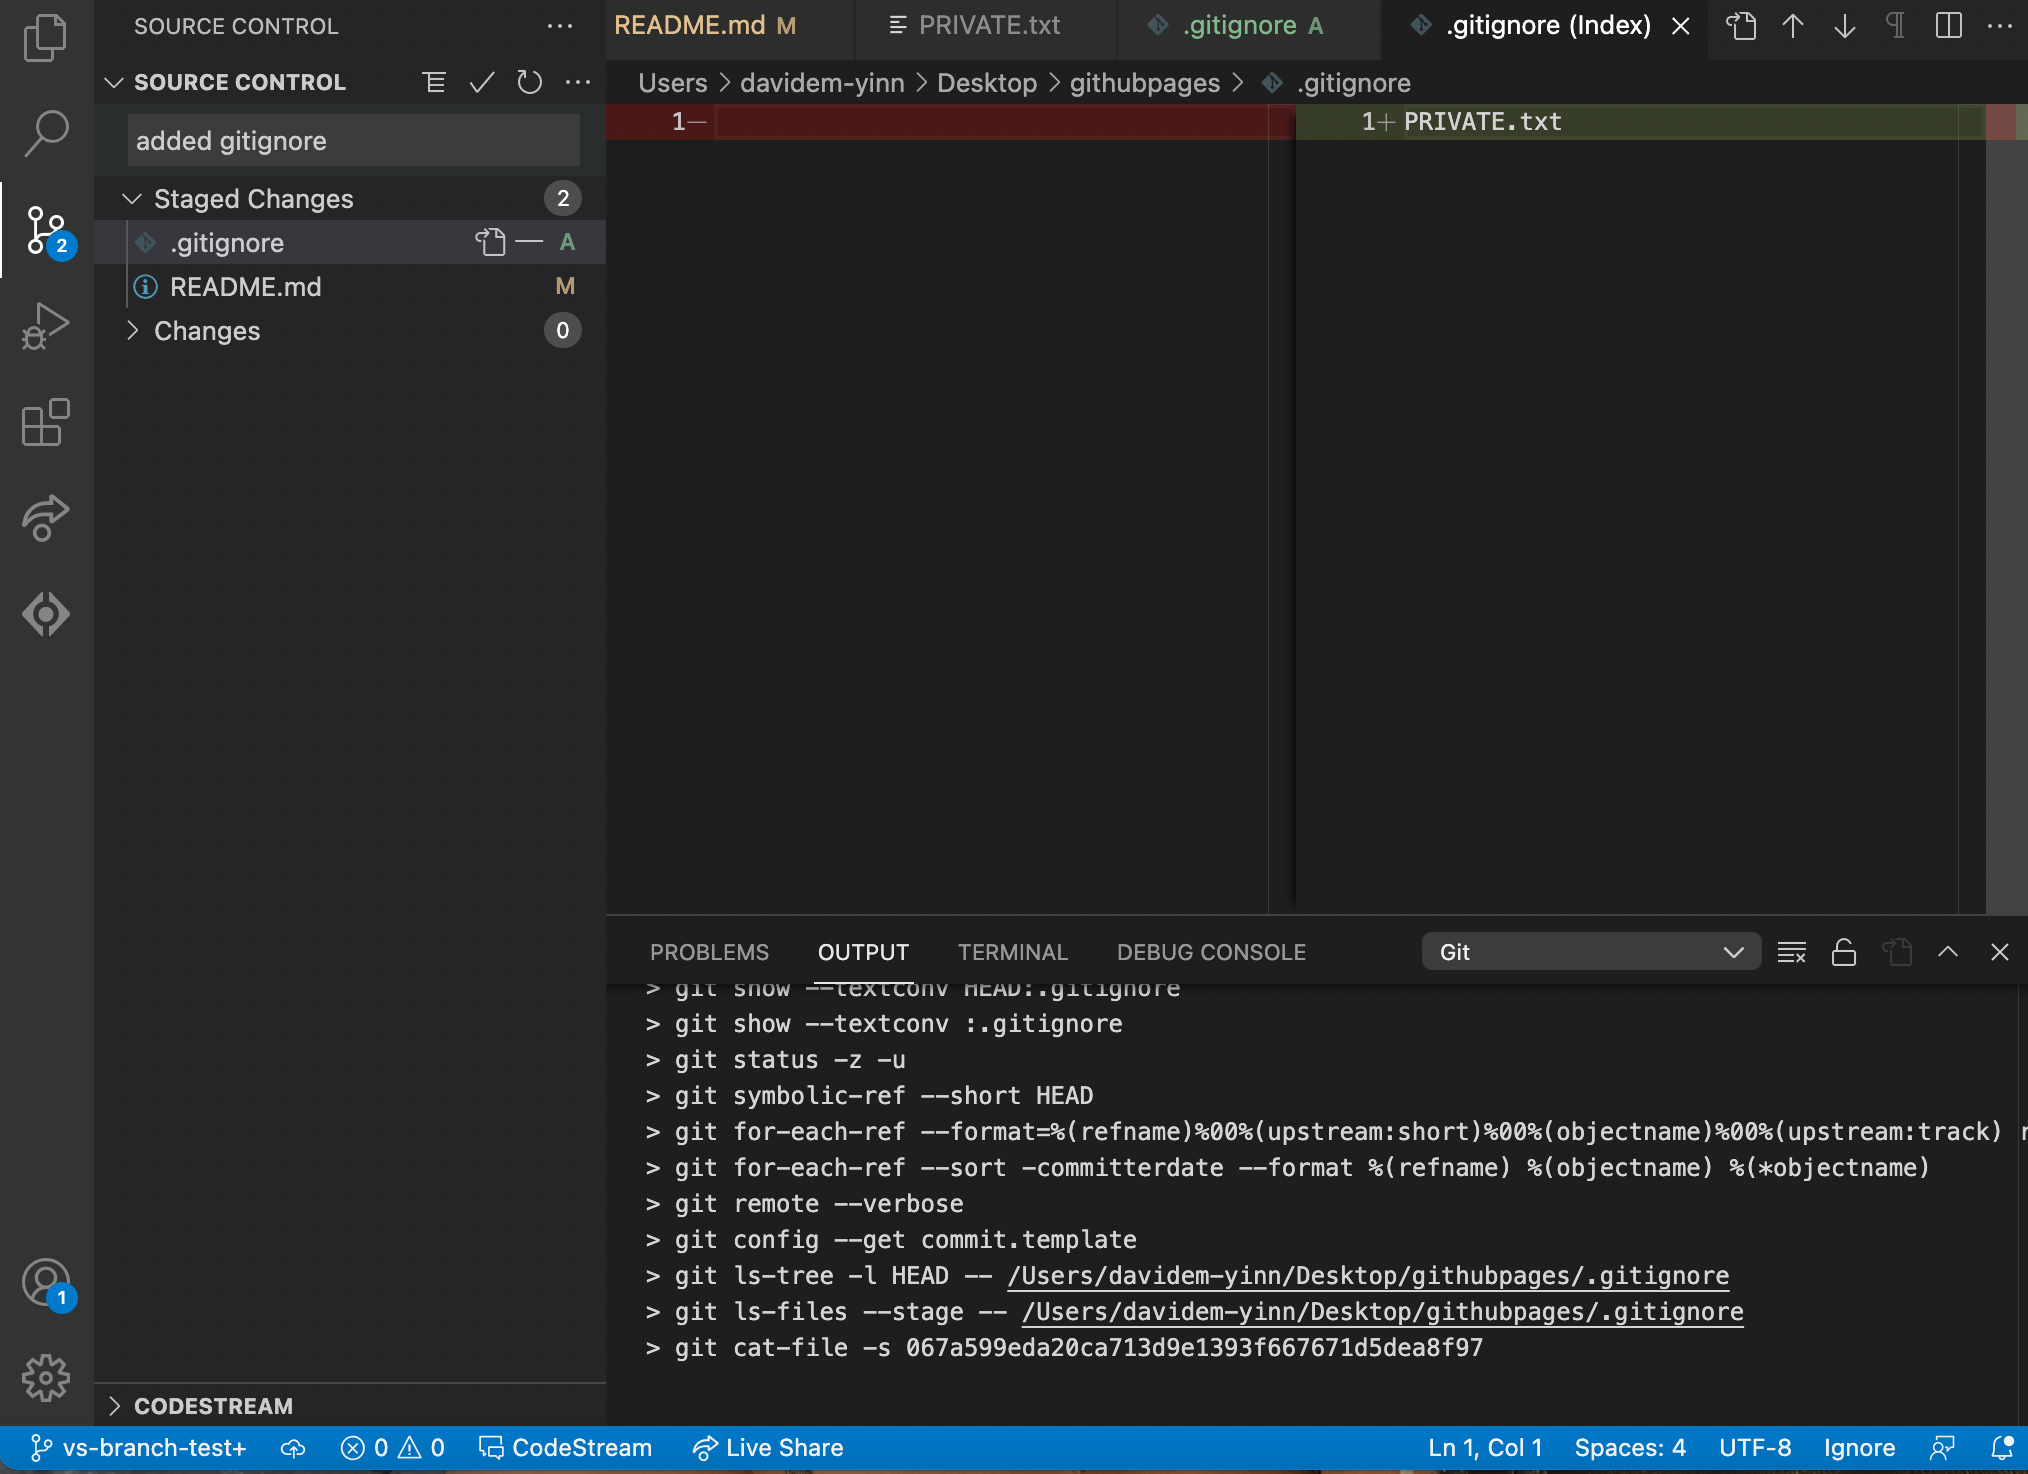 SOURCE CONTROL
README.md M
PRIVATE.txt
.gitignore A
.gitignore (Index)
SOURCE CONTROL
Users > davidem-yinn > Desktop > githubpages > .gitignore
added gitignore
1−
1+ PRIVATE.txt
Staged Changes 2
.gitignore A
2
README.md M
Changes 0
PROBLEMS OUTPUT TERMINAL DEBUG CONSOLE Git
> git show --textconv HEAD:.gitignore
> git show --textconv :.gitignore
> git status -z -u
> git symbolic-ref --short HEAD
> git for-each-ref --format=%(refname)%00%(upstream:short)%00%(objectname)%00%(upstream:track)
> git for-each-ref --sort -committerdate --format %(refname) %(objectname) %(*objectname)
> git remote --verbose
> git config --get commit.template
> git ls-tree -l HEAD -- /Users/davidem-yinn/Desktop/githubpages/.gitignore
> git ls-files --stage -- /Users/davidem-yinn/Desktop/githubpages/.gitignore
> git cat-file -s 067a599eda20ca713d9e1393f667671d5dea8f97
1
CODESTREAM
vs-branch-test+ 0 0 CodeStream Live Share Ln 1, Col 1 Spaces: 4 UTF-8 Ignore